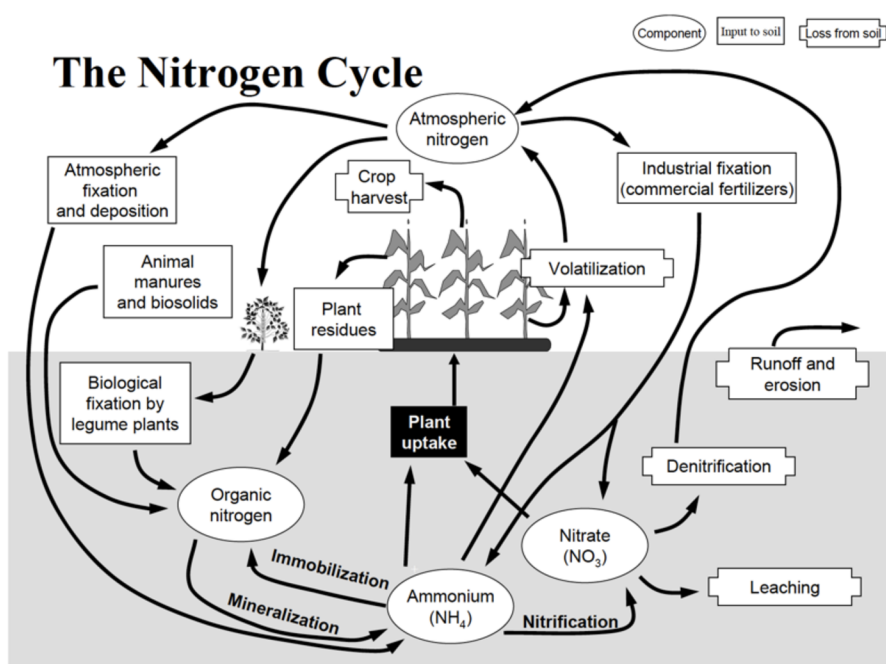 Component
Input to soil
Loss from soil
The Nitrogen Cycle
Atmospheric
nitrogen
Atmospheric
fixation
and deposition
Crop
harvest
Industrial fixation
(commercial fertilizers)
Animal
manures
and biosolids
Plant
residues
Volatilization
Runoff and
erosion
Biological
fixation by
legume plants
Plant
uptake
Denitrification
Organic
nitrogen
Nitrate
(NO3)
Immobilization
Mineralization
Ammonium
(NH4)
Nitrification
Leaching